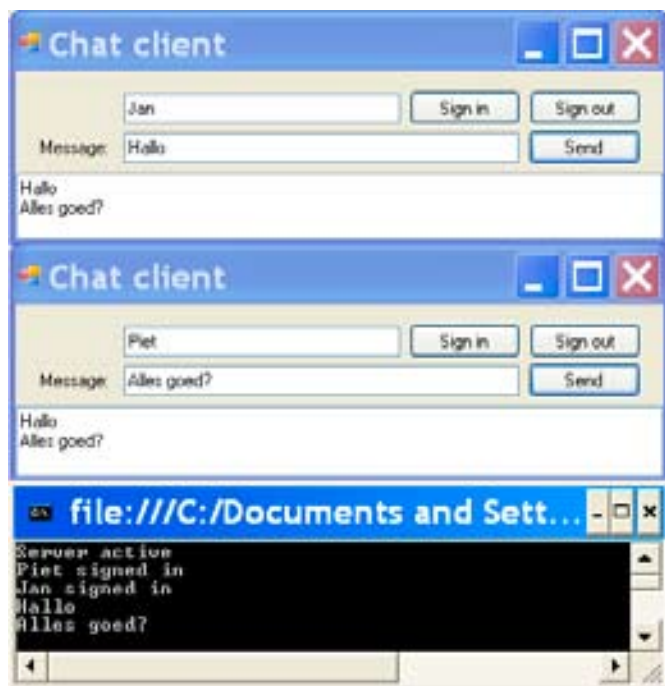 Chat client
Jan Sign in Sign out
Message: Hallo Send
Hallo
Alles goed?
Chat client
Piet Sign in Sign out
Message: Alles goed? Send
Hallo
Alles goed?
file:///C:/Documents and Sett...
Server active
Piet signed in
Jan signed in
Hallo
Alles goed?